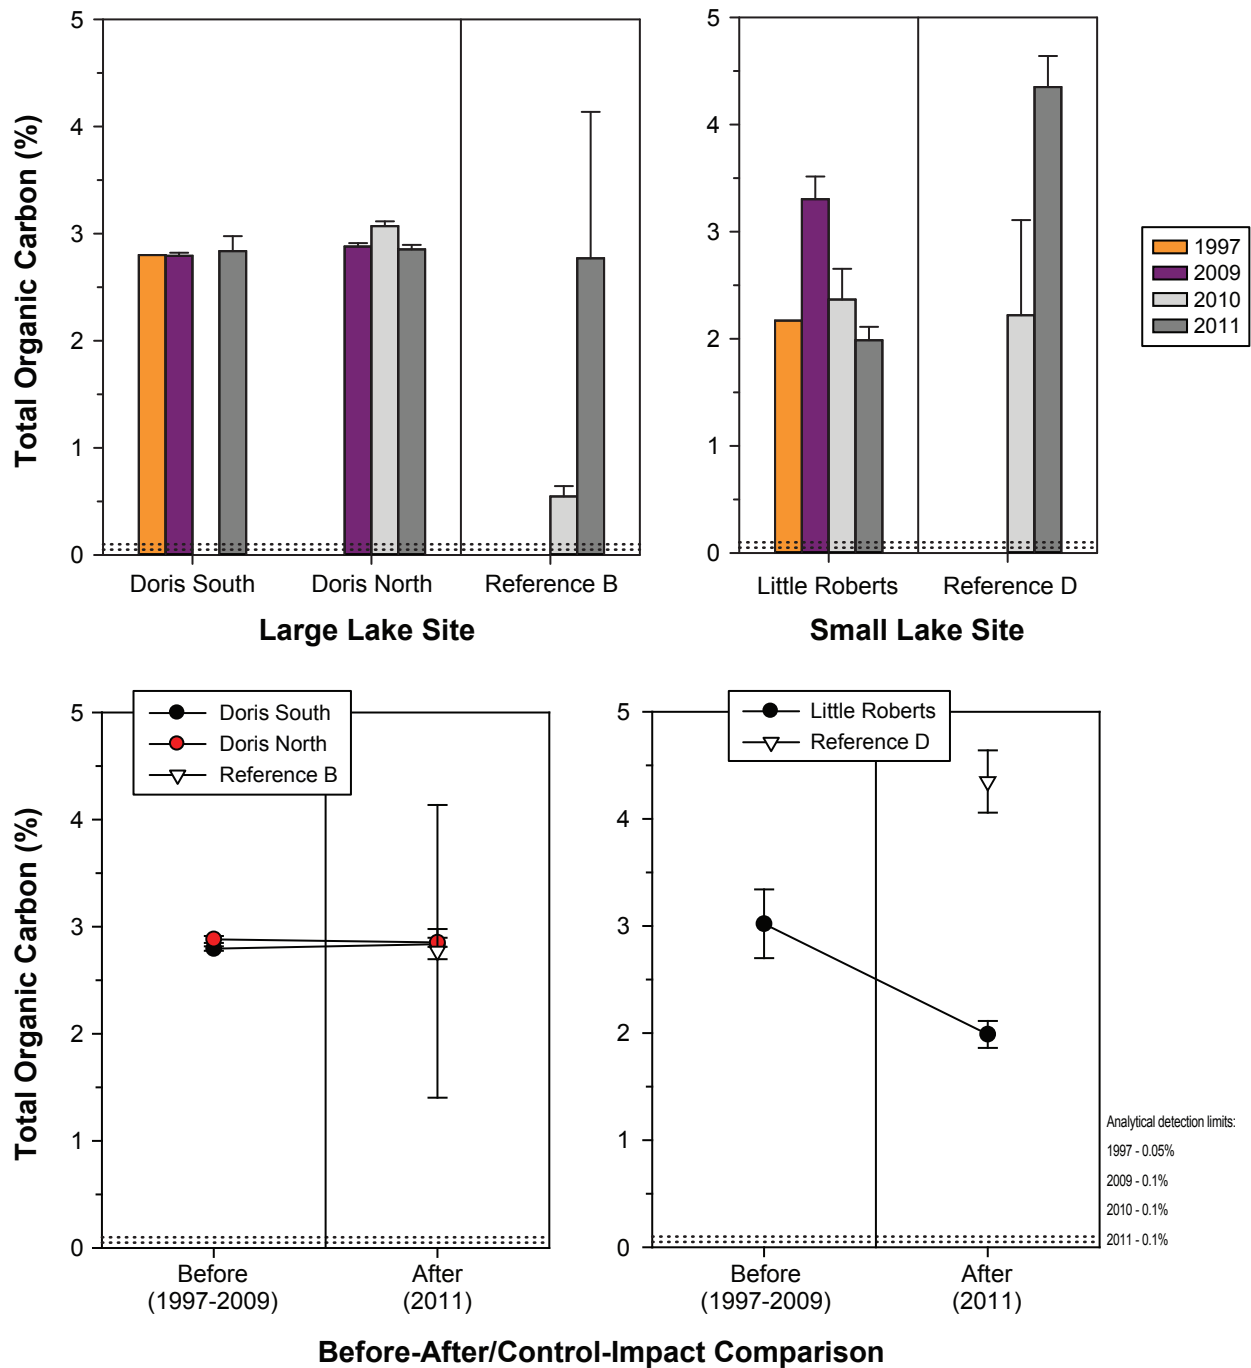 Total Organic Carbon (%)
5
4
3
2
1
0
Doris South
Doris North
Reference B
Large Lake Site
5
4
3
2
1
0
Little Roberts
Reference D
Small Lake Site
1997
2009
2010
2011
Total Organic Carbon (%)
Doris South
Doris North
Reference B
5
4
3
2
1
0
Before
(1997-2009)
After
(2011)
Little Roberts
Reference D
5
4
3
2
1
0
Before
(1997-2009)
After
(2011)
Analytical detection limits:
1997 - 0.05%
2009 - 0.1%
2010 - 0.1%
2011 - 0.1%
Before-After/Control-Impact Comparison